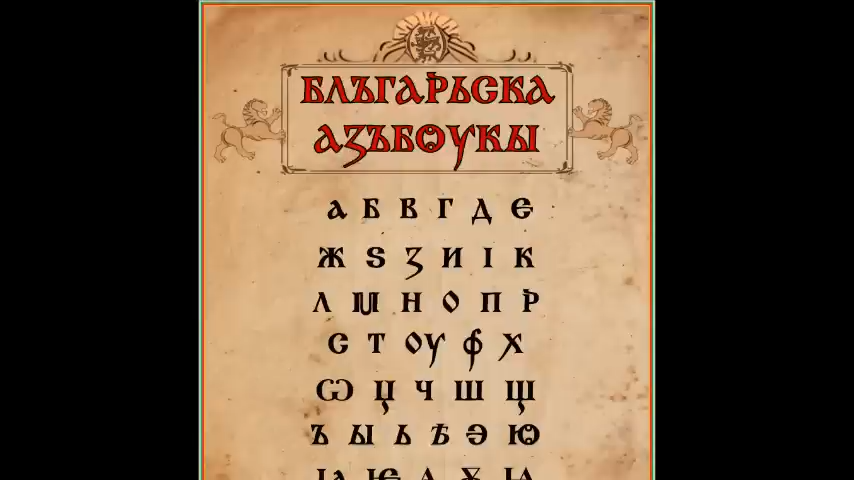 БЛЪГАРЬСКА
АЗЪБОУКЫ
А Б В Г Д Є
Ж Ѕ З И І К
Л М Н О П Р
С Т ОУ Ф Х
Ѡ Џ Ч Ш Щ
Ъ Ы Ь Ѣ Э Ю
Ꙗ Ѥ Ѧ Ѫ Ѩ